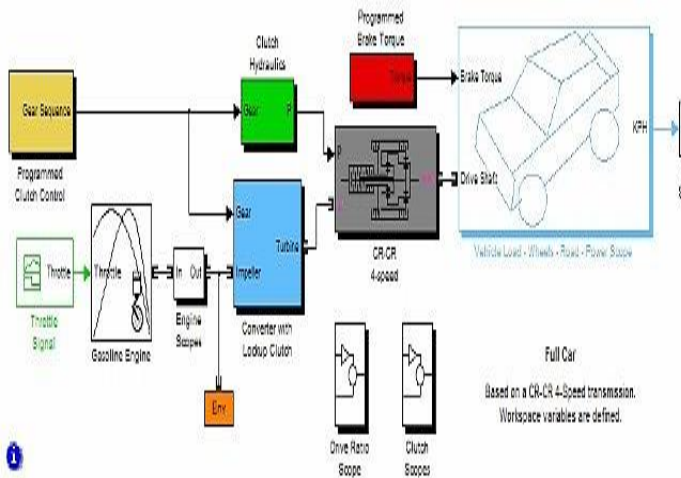 Programmed
Brake Torque
Clutch
Hydraulics
Torque
Brake Torque
Gear Sequence
Gear
P
KPH
Programmed
Clutch Control
P
Drive Shaft
Gear
Turbine
CR-CR
4-speed
Vehicle Load - Wheels - Road - Power Scope
Throttle
Throttle
In
Out
Impeller
Throttle
Signal
Gasoline Engine
Engine
Scopes
Converter with
Lockup Clutch
Full Car
Based on a CR-CR 4-Speed transmission.
Workspace variables are defined.
Env
Drive Ratio
Scope
Clutch
Scopes
i